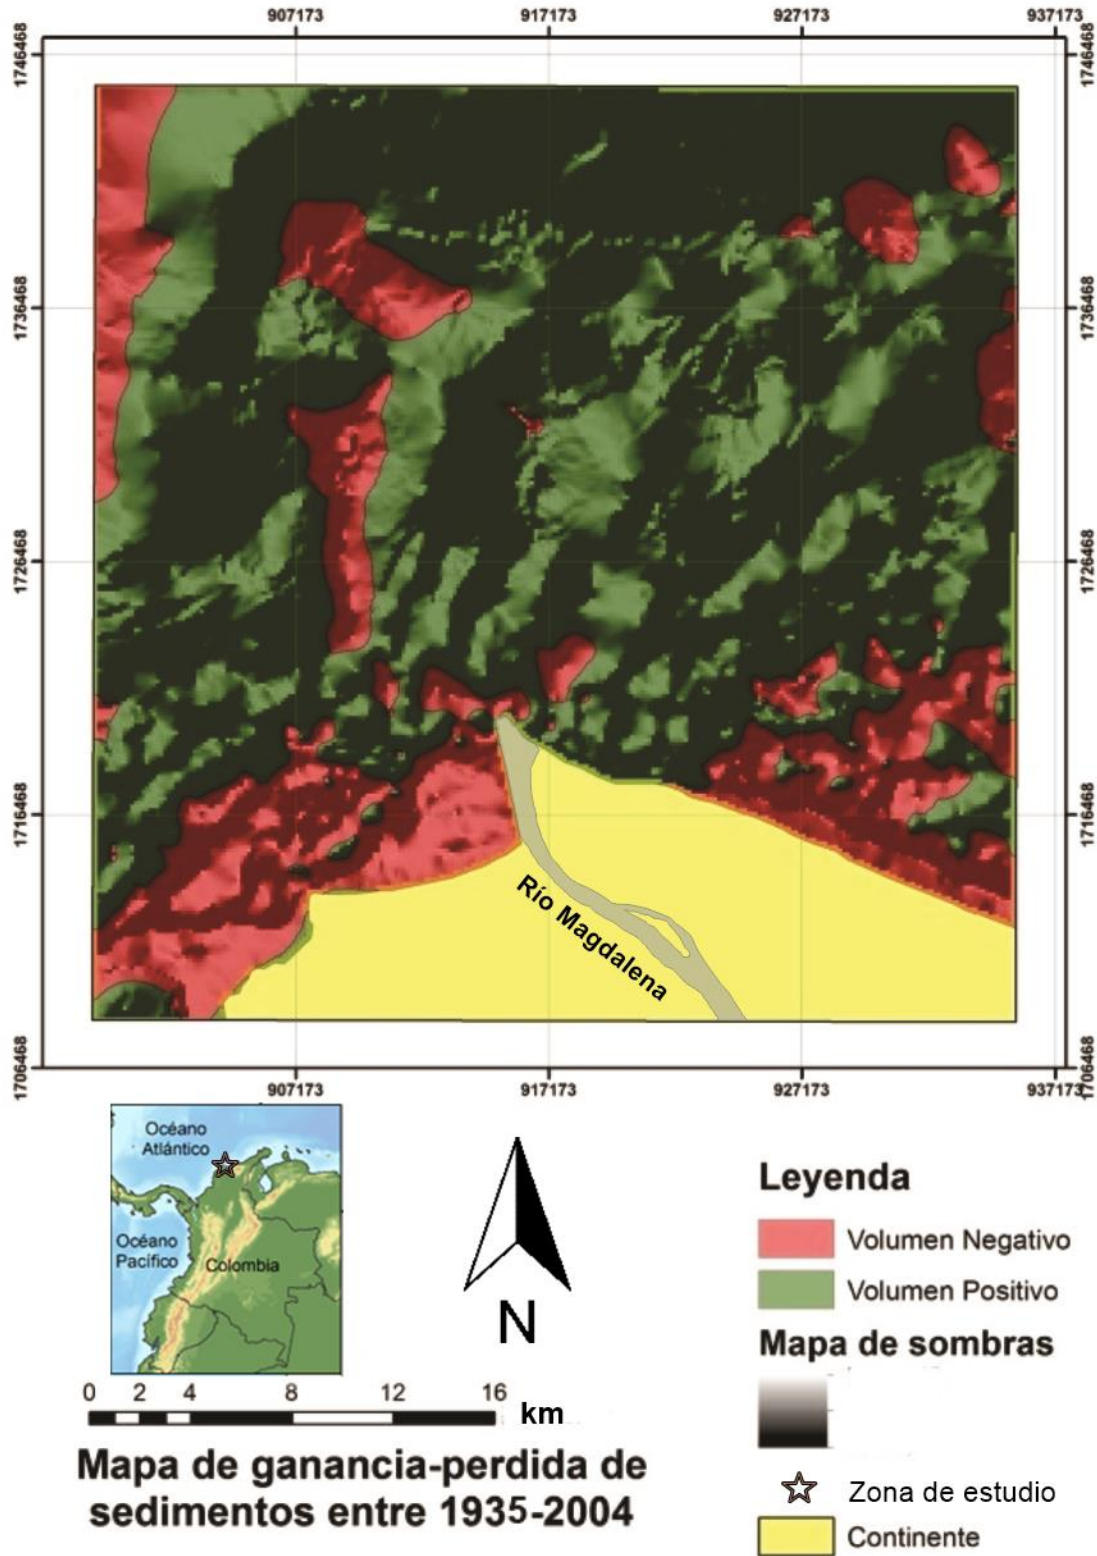 907173
917173
927173
937173
1746468
1746468
1736468
1736468
1726468
1726468
1716468
1716468
1706468
1706468
Río Magdalena
907173
917173
927173
937173
Océano
Atlántico
Océano
Pacífico
Colombia
N
0 2 4 8 12 16
km
Mapa de ganancia-perdida de
sedimentos entre 1935-2004
Leyenda
Volumen Negativo
Volumen Positivo
Mapa de sombras
Zona de estudio
Continente